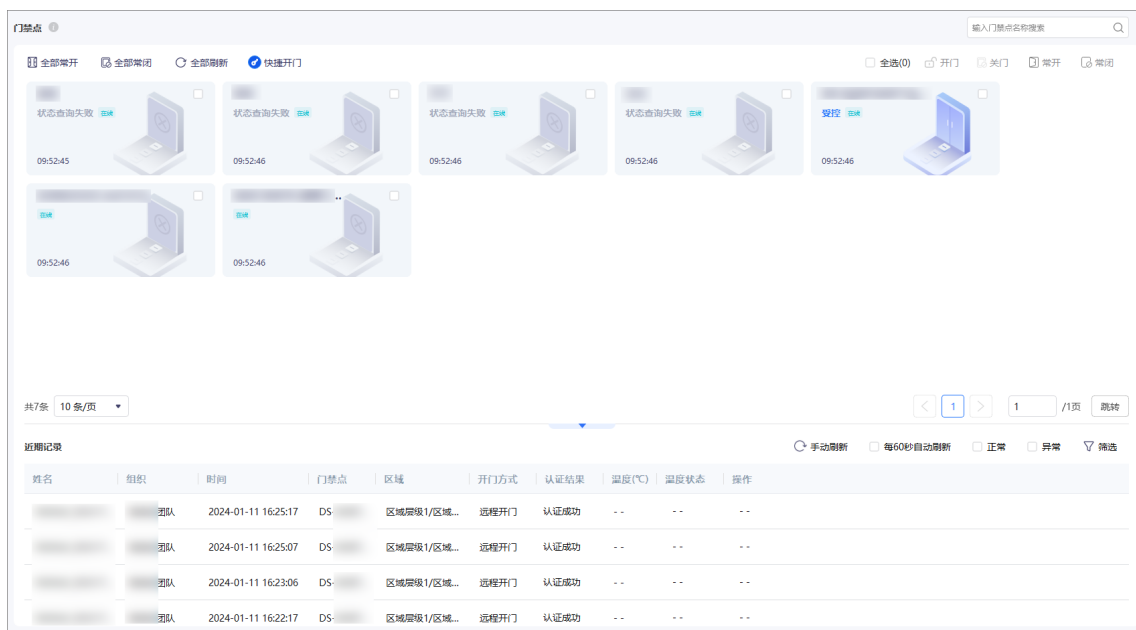 门禁点
输入门禁点名称搜索
全部常开 全部常闭 全部刷新 快捷开门 全选(0) 开门 关门 常开 常闭
状态查询失败 在线 状态查询失败 在线 状态查询失败 在线 状态查询失败 在线 受控 在线
09:52:45 09:52:46 09:52:46 09:52:46 09:52:46
..
在线 在线
09:52:46 09:52:46
共7条 10 条/页 1 1 /1页 跳转
近期记录 手动刷新 每60秒自动刷新 正常 异常 筛选
姓名 组织 时间 门禁点 区域 开门方式 认证结果 温度(℃) 温度状态 操作
团队 2024-01-11 16:25:17 DS- 区域层级1/区域... 远程开门 认证成功 - - - - - -
团队 2024-01-11 16:25:07 DS- 区域层级1/区域... 远程开门 认证成功 - - - - - -
团队 2024-01-11 16:23:06 DS- 区域层级1/区域... 远程开门 认证成功 - - - - - -
团队 2024-01-11 16:22:17 DS- 区域层级1/区域... 远程开门 认证成功 - - - - - -